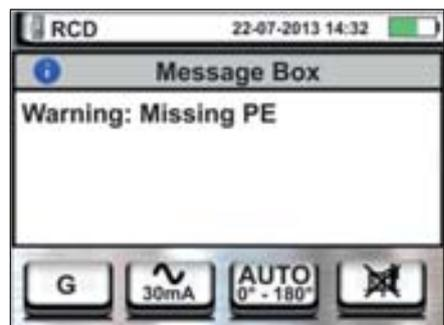 RCD 22-07-2013 14:32
Message Box
Warning: Missing PE
G
30mA
AUTO
0° - 180°